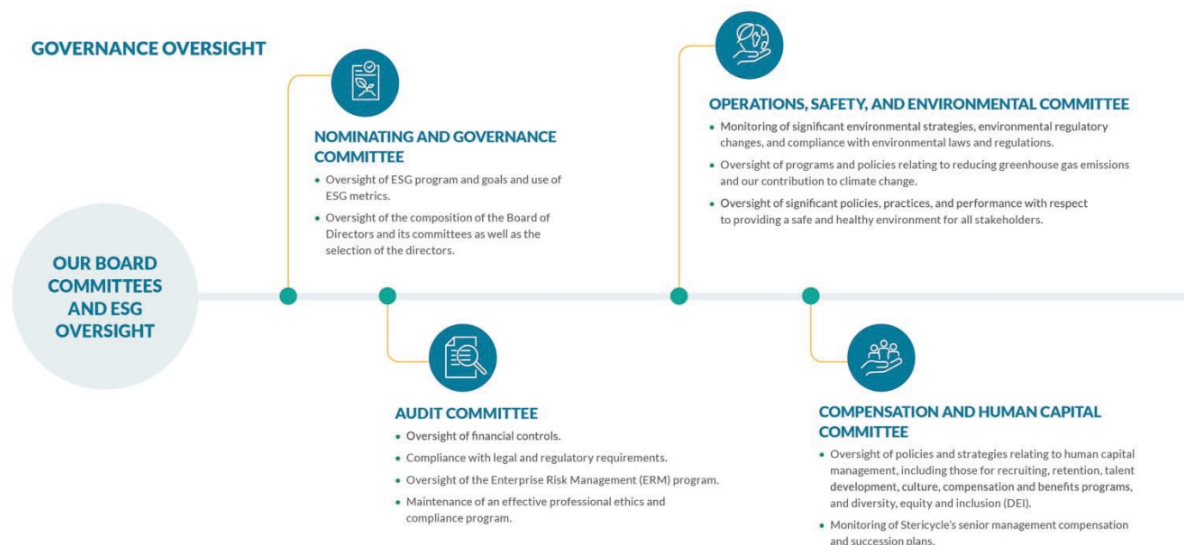 GOVERNANCE OVERSIGHT
OUR BOARD
COMMITTEES
AND ESG
OVERSIGHT
NOMINATING AND GOVERNANCE
COMMITTEE
• Oversight of ESG program and goals and use of
ESG metrics.
• Oversight of the composition of the Board of
Directors and its committees as well as the
selection of the directors.
AUDIT COMMITTEE
• Oversight of financial controls.
• Compliance with legal and regulatory requirements.
• Oversight of the Enterprise Risk Management (ERM) program.
• Maintenance of an effective professional ethics and
compliance program.
OPERATIONS, SAFETY, AND ENVIRONMENTAL COMMITTEE
• Monitoring of significant environmental strategies, environmental regulatory
changes, and compliance with environmental laws and regulations.
• Oversight of programs and policies relating to reducing greenhouse gas emissions
and our contribution to climate change.
• Oversight of significant policies, practices, and performance with respect
to providing a safe and healthy environment for all stakeholders.
COMPENSATION AND HUMAN CAPITAL
COMMITTEE
• Oversight of policies and strategies relating to human capital
management, including those for recruiting, retention, talent
development, culture, compensation and benefits programs,
and diversity, equity and inclusion (DEI).
• Monitoring of Stericycle's senior management compensation
and succession plans.